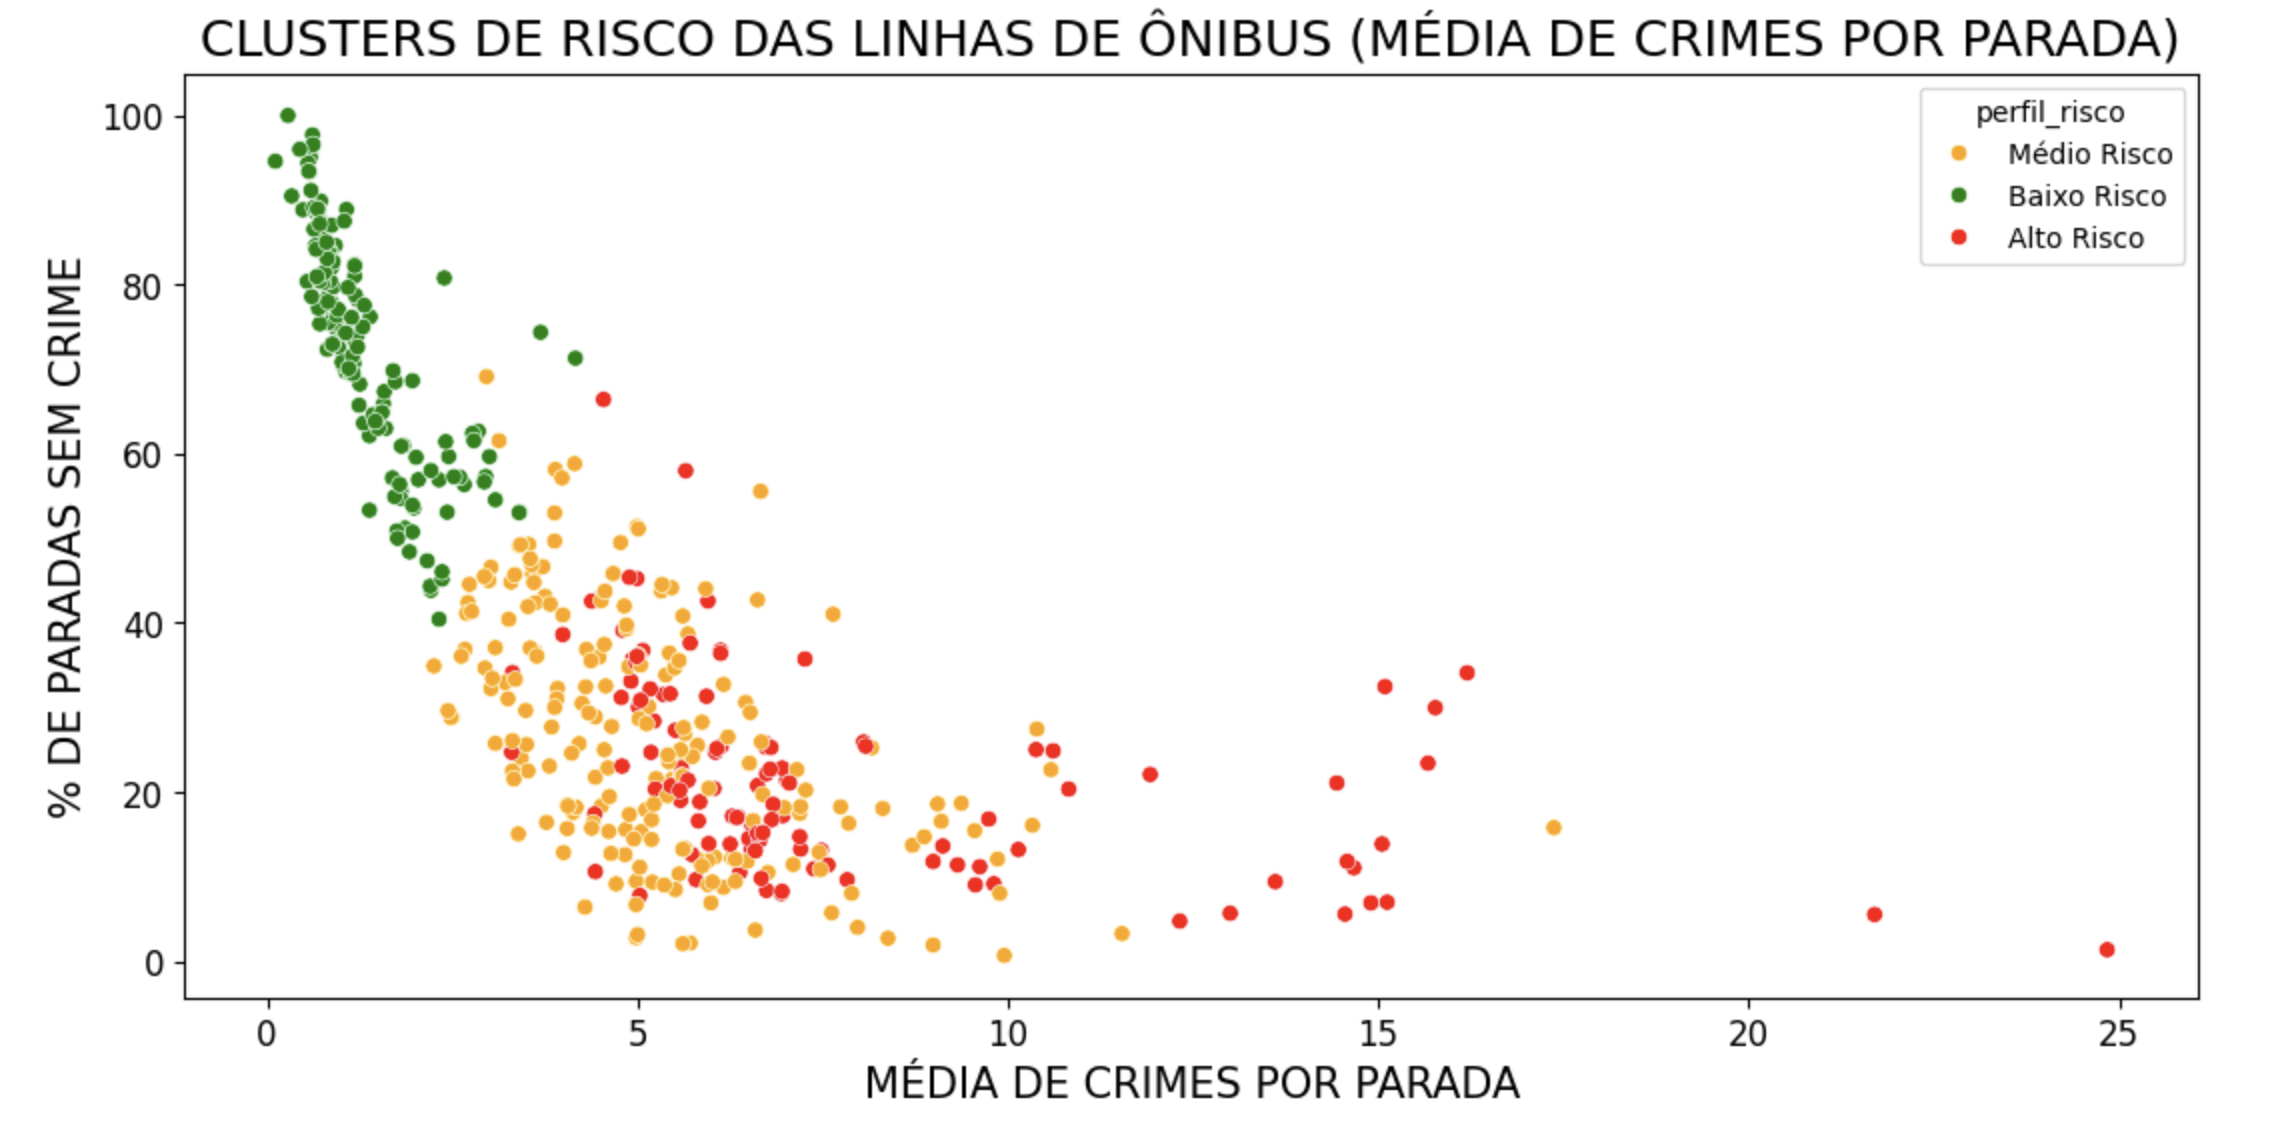 CLUSTERS DE RISCO DAS LINHAS DE ÔNIBUS (MÉDIA DE CRIMES POR PARADA)
perfil_risco
Médio Risco
Baixo Risco
Alto Risco
% DE PARADAS SEM CRIME
100
80
60
40
20
0
0 5 10 15 20 25
MÉDIA DE CRIMES POR PARADA